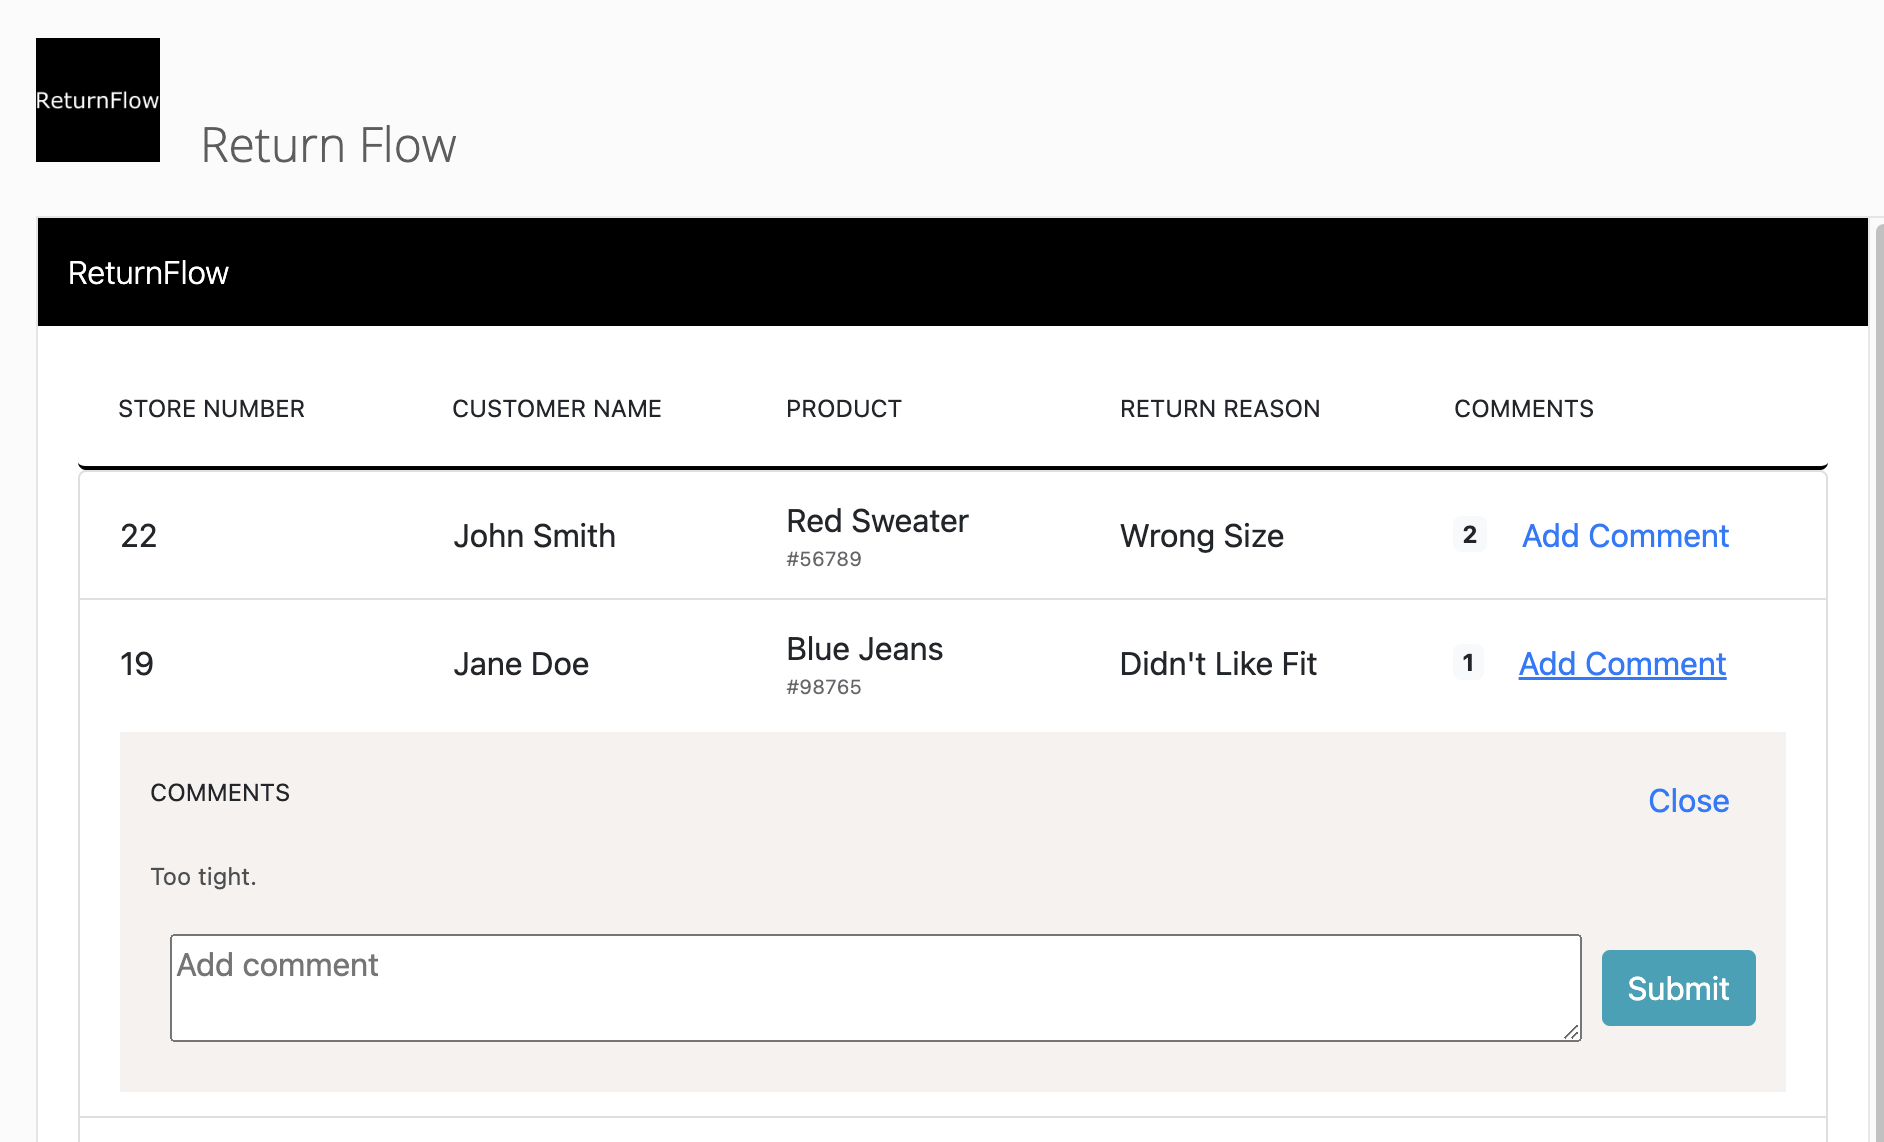 ReturnFlow
Return Flow
ReturnFlow
STORE NUMBER CUSTOMER NAME PRODUCT RETURN REASON COMMENTS
22 John Smith Red Sweater Wrong Size 2 Add Comment
#56789
19 Jane Doe Blue Jeans Didn't Like Fit 1 Add Comment
#98765
COMMENTS
Close
Too tight.
Add comment
Submit